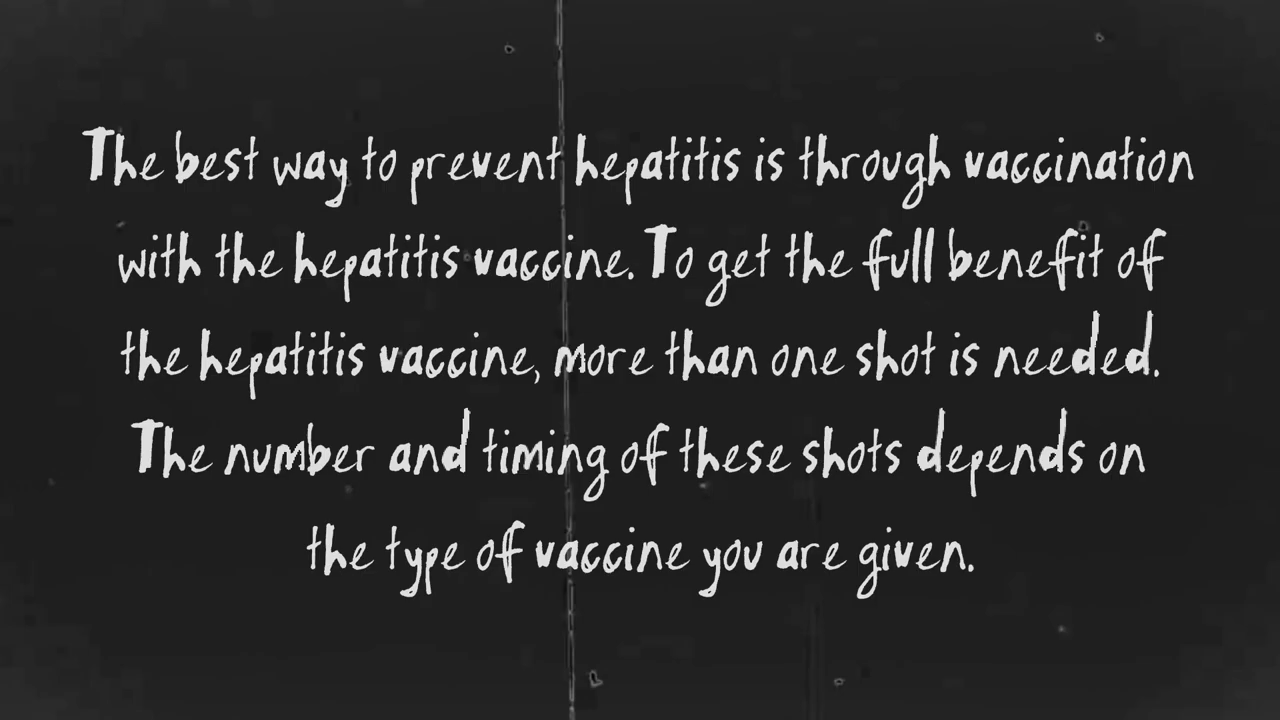 The best way to prevent hepatitis is through vaccination
with the hepatitis vaccine. To get the full benefit of
the hepatitis vaccine, more than one shot is needed.
The number and timing of these shots depends on
the type of vaccine you are given.